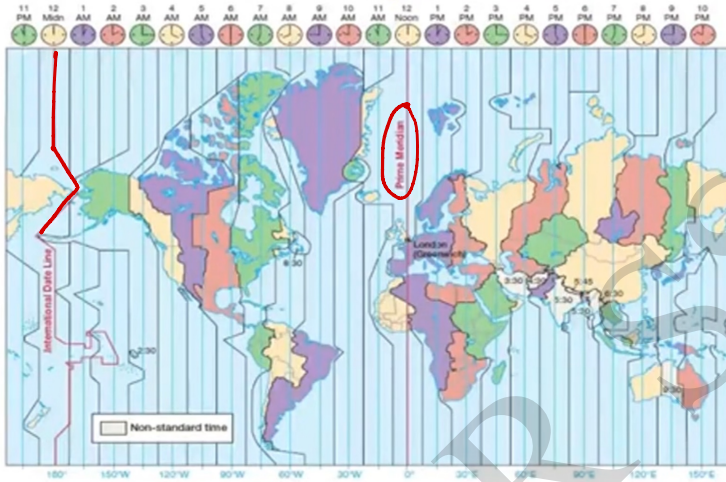 11 PM 12 Midn 1 AM 2 AM 3 AM 4 AM 5 AM 6 AM 7 AM 8 AM 9 AM 10 AM 11 AM 12 Noon 1 PM 2 PM 3 PM 4 PM 5 PM 6 PM 7 PM 8 PM 9 PM 10 PM
Prime Meridian
London
(Greenwich)
International Date Line
3:30
4:30
5:45
5:30
6:30
5:30
9:30
Non-standard time
180° 150°W 120°W 90°W 60°W 30°W 0° 30°E 60°E 90°E 120°E 150°E